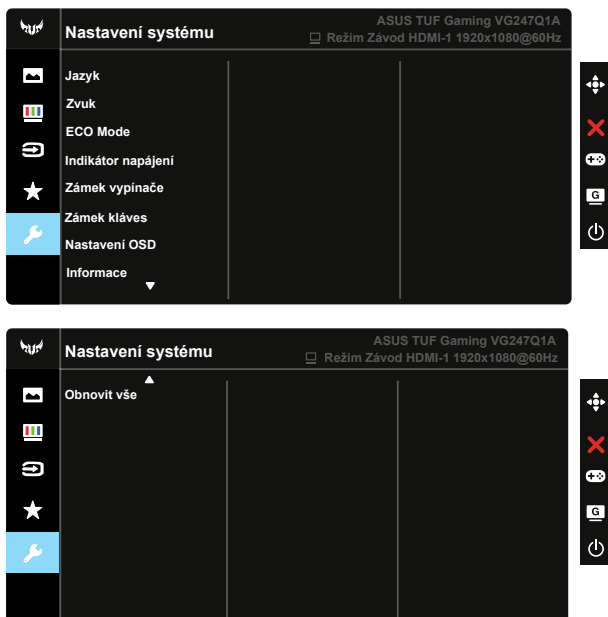 Nastavení systému
ASUS TUF Gaming VG247Q1A
Režim Závod HDMI-1 1920x1080@60Hz
Jazyk
Zvuk
ECO Mode
Indikátor napájení
Zámek vypínače
Zámek kláves
Nastavení OSD
Informace
G
Nastavení systému
ASUS TUF Gaming VG247Q1A
Režim Závod HDMI-1 1920x1080@60Hz
Obnovit vše
G